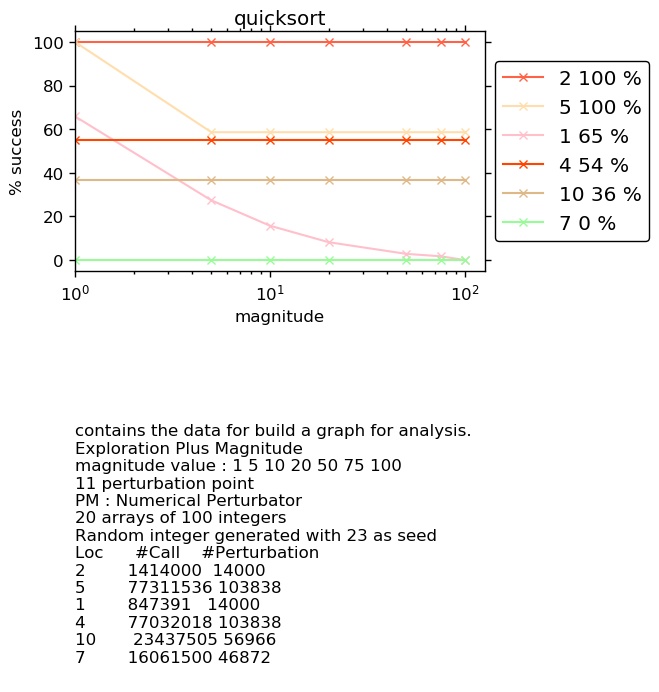 quicksort
100
80
60
40
20
0
% success
10^0
10^1
10^2
magnitude
2 100 %
5 100 %
1 65 %
4 54 %
10 36 %
7 0 %
contains the data for build a graph for analysis.
Exploration Plus Magnitude
magnitude value : 1 5 10 20 50 75 100
11 perturbation point
PM : Numerical Perturbator
20 arrays of 100 integers
Random integer generated with 23 as seed
Loc #Call #Perturbation
2 1414000 14000
5 77311536 103838
1 847391 14000
4 77032018 103838
10 23437505 56966
7 16061500 46872